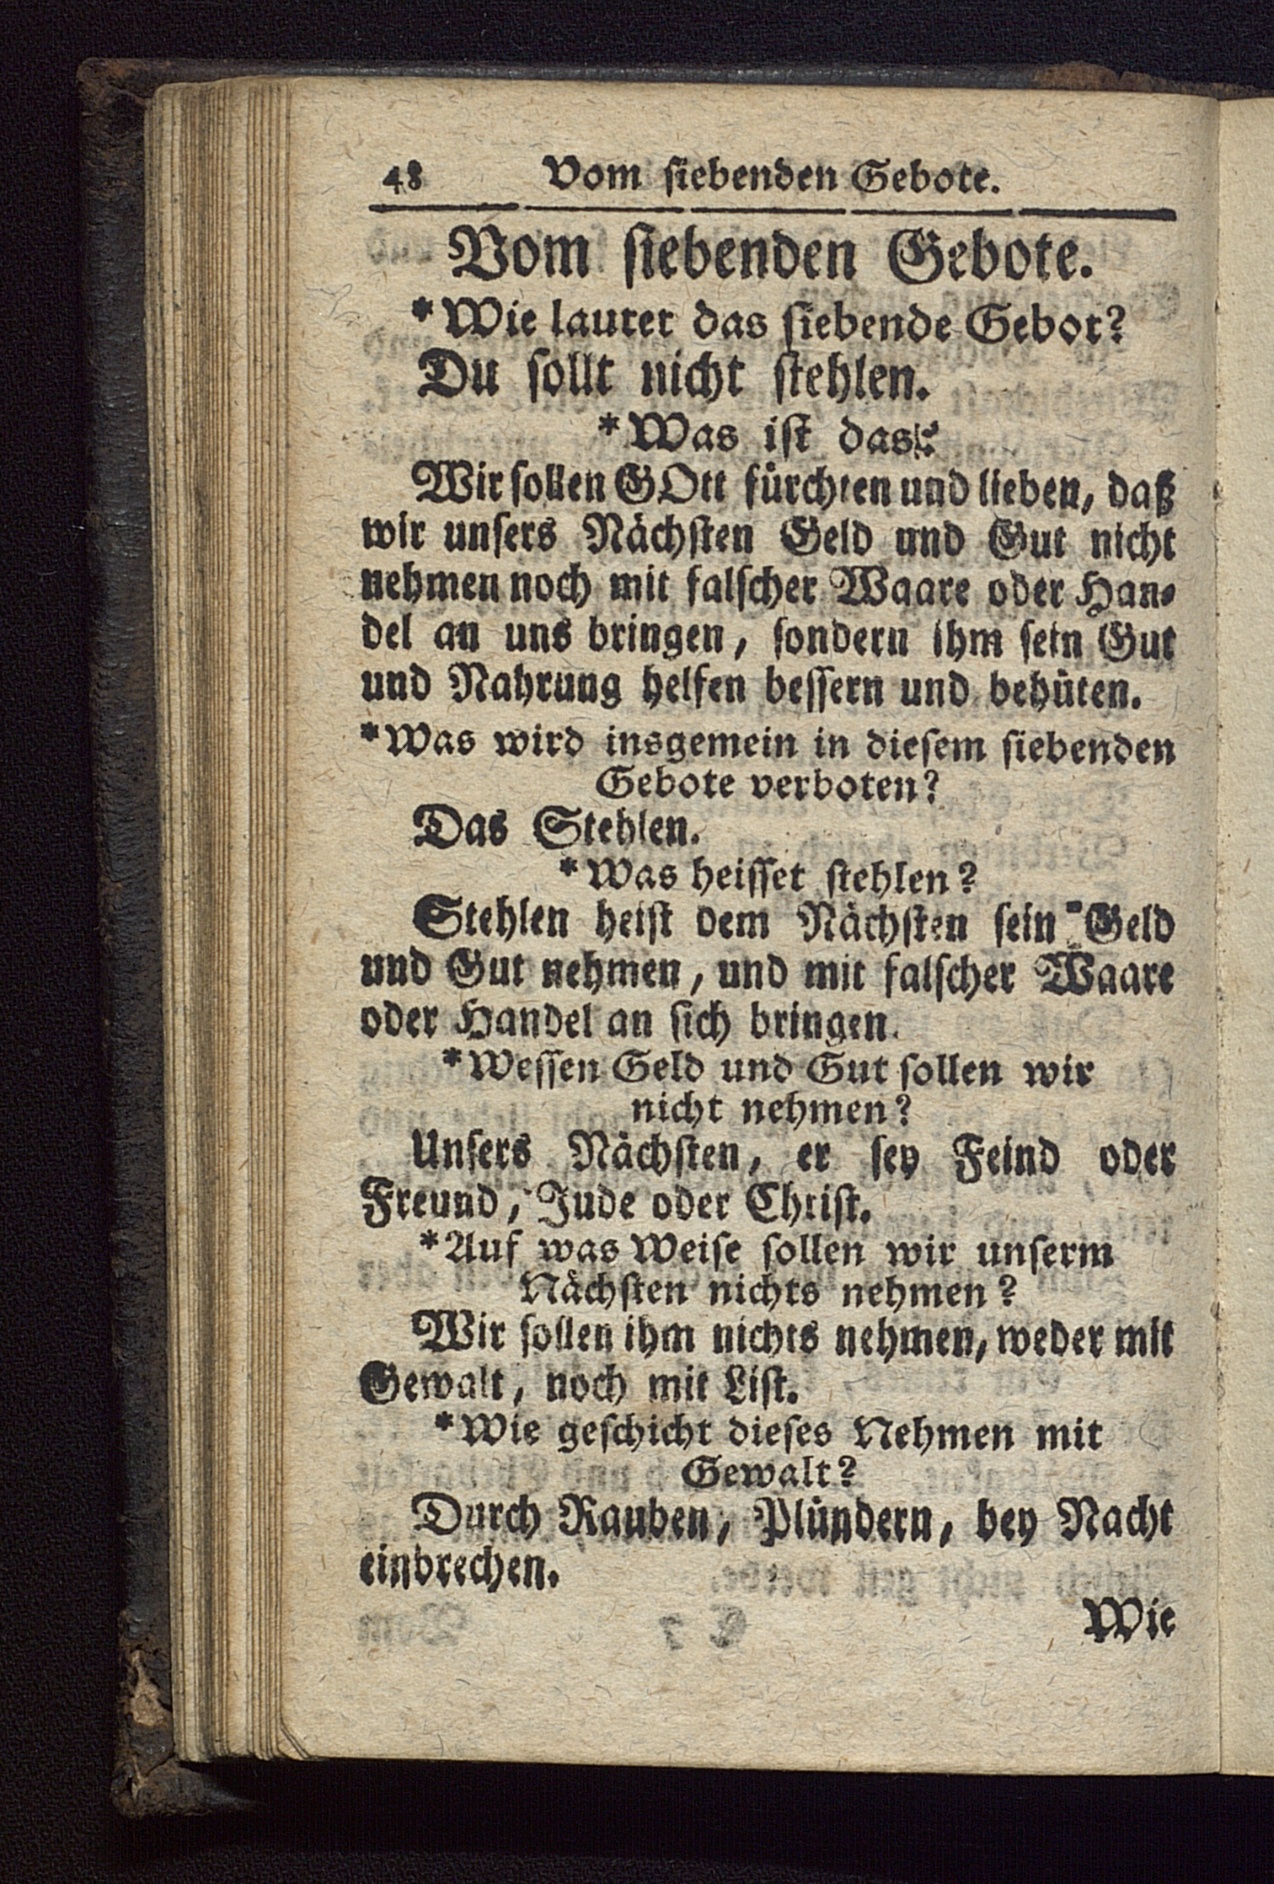 48 Vom siebenden Gebote.
Vom siebenden Gebote.
*Wie lautet das siebende Gebot?
Du sollt nicht stehlen.
*Was ist das?
Wir sollen GOtt fürchten und lieben, daß
wir unsers Nächsten Geld und Gut nicht
nehmen noch mit falscher Waare oder Han-
del an uns bringen, sondern ihm sein Gut
und Nahrung helfen bessern und behüten.
*Was wird insgemein in diesem siebenden
Gebote verboten?
Das Stehlen.
*Was heisset stehlen?
Stehlen heist dem Nächsten sein Geld
und Gut nehmen, und mit falscher Waare
oder Handel an sich bringen.
*Wessen Geld und Gut sollen wir
nicht nehmen?
Unsers Nächsten, er sey Feind oder
Freund, Jude oder Christ.
*Auf was Weise sollen wir unserm
Nächsten nichts nehmen?
Wir sollen ihm nichts nehmen, weder mit
Gewalt, noch mit List.
*Wie geschicht dieses Nehmen mit
Gewalt?
Durch Rauben, Plündern, bey Nacht
einbrechen.
Wie